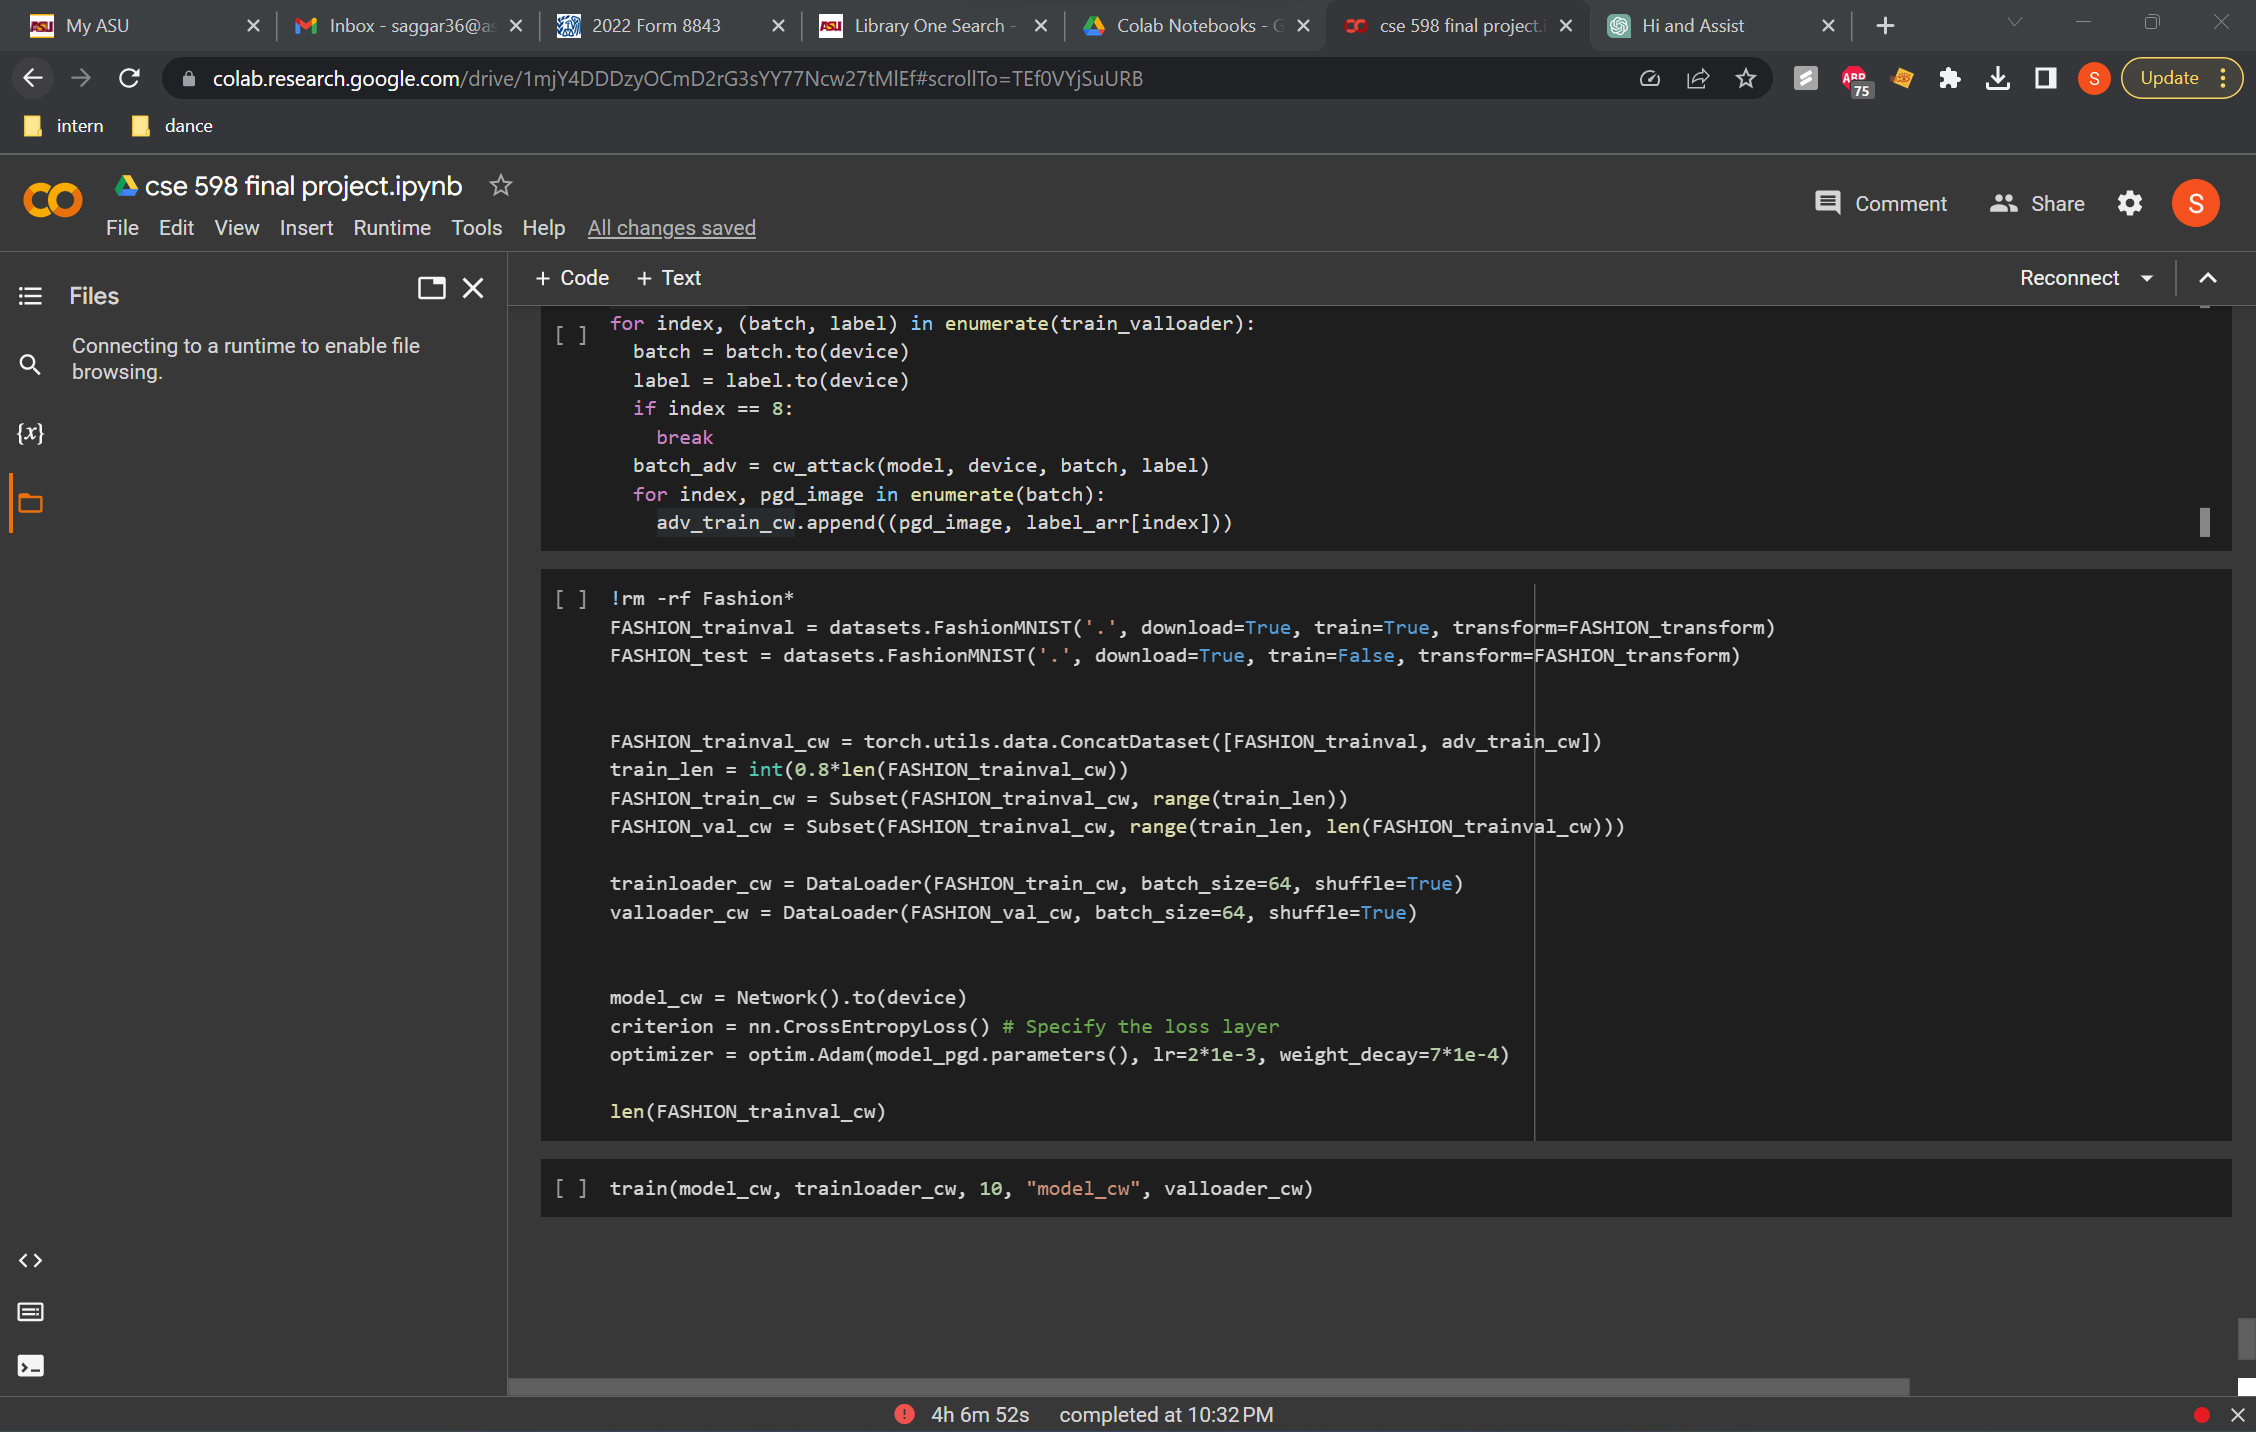 My ASU
Inbox - saggar36@as
2022 Form 8843
Library One Search -
Colab Notebooks - G
cse 598 final project.i
Hi and Assist
colab.research.google.com/drive/1mjY4DDDzyOCmD2rG3sYY77Ncw27tMlEf#scrollTo=TEf0VYjSuURB
ABP
75
S
Update
intern
dance
cse 598 final project.ipynb
File Edit View Insert Runtime Tools Help All changes saved
Comment
Share
S
Files
+ Code + Text
Reconnect
Connecting to a runtime to enable file
browsing.
{x}
[ ] for index, (batch, label) in enumerate(train_valloader):
batch = batch.to(device)
label = label.to(device)
if index == 8:
break
batch_adv = cw_attack(model, device, batch, label)
for index, pgd_image in enumerate(batch):
adv_train_cw.append((pgd_image, label_arr[index]))
[ ] !rm -rf Fashion*
FASHION_trainval = datasets.FashionMNIST('.', download=True, train=True, transform=FASHION_transform)
FASHION_test = datasets.FashionMNIST('.', download=True, train=False, transform=FASHION_transform)
FASHION_trainval_cw = torch.utils.data.ConcatDataset([FASHION_trainval, adv_train_cw])
train_len = int(0.8*len(FASHION_trainval_cw))
FASHION_train_cw = Subset(FASHION_trainval_cw, range(train_len))
FASHION_val_cw = Subset(FASHION_trainval_cw, range(train_len, len(FASHION_trainval_cw)))
trainloader_cw = DataLoader(FASHION_train_cw, batch_size=64, shuffle=True)
valloader_cw = DataLoader(FASHION_val_cw, batch_size=64, shuffle=True)
model_cw = Network().to(device)
criterion = nn.CrossEntropyLoss() # Specify the loss layer
optimizer = optim.Adam(model_pgd.parameters(), lr=2*1e-3, weight_decay=7*1e-4)
len(FASHION_trainval_cw)
[ ] train(model_cw, trainloader_cw, 10, "model_cw", valloader_cw)
4h 6m 52s completed at 10:32 PM